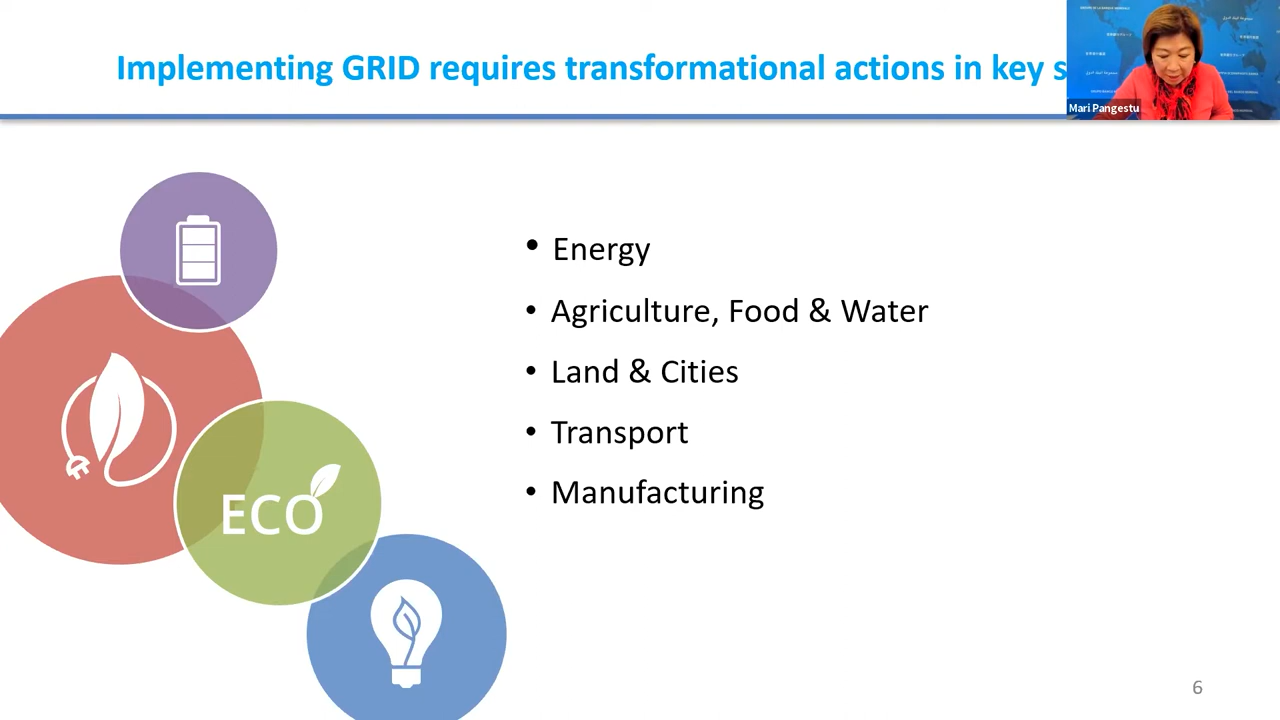 Implementing GRID requires transformational actions in key s
Mari Pangestu
• Energy
• Agriculture, Food & Water
• Land & Cities
• Transport
• Manufacturing
ECO
6